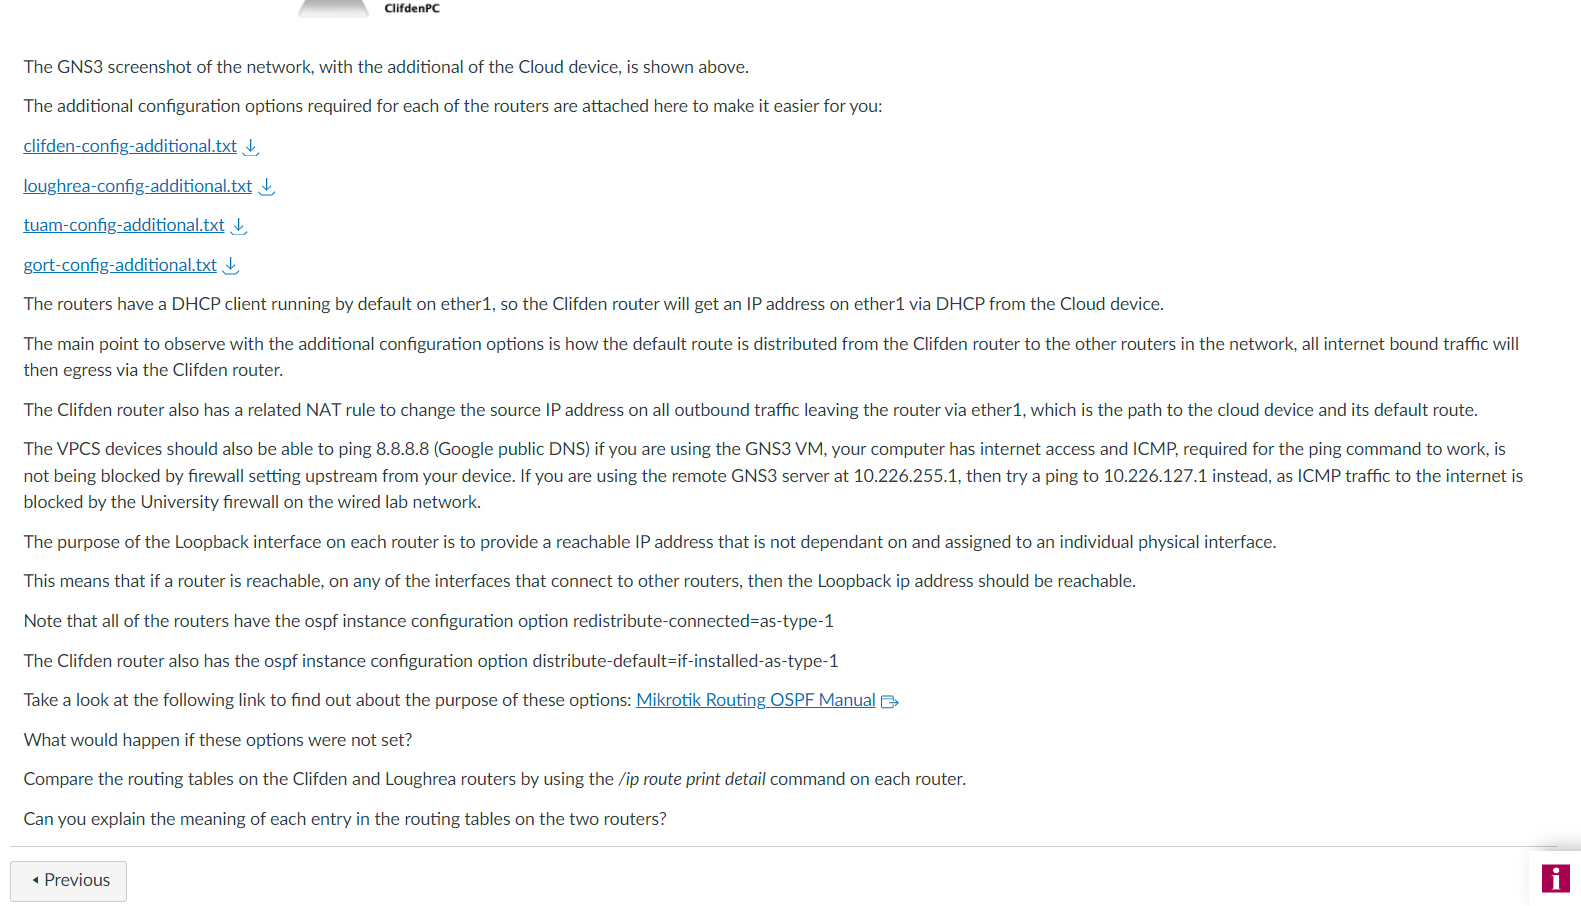 ClifdenPC
The GNS3 screenshot of the network, with the additional of the Cloud device, is shown above.
The additional configuration options required for each of the routers are attached here to make it easier for you:
clifden-config-additional.txt
loughrea-config-additional.txt
tuam-config-additional.txt
gort-config-additional.txt
The routers have a DHCP client running by default on ether1, so the Clifden router will get an IP address on ether1 via DHCP from the Cloud device.
The main point to observe with the additional configuration options is how the default route is distributed from the Clifden router to the other routers in the network, all internet bound traffic will
then egress via the Clifden router.
The Clifden router also has a related NAT rule to change the source IP address on all outbound traffic leaving the router via ether1, which is the path to the cloud device and its default route.
The VPCS devices should also be able to ping 8.8.8.8 (Google public DNS) if you are using the GNS3 VM, your computer has internet access and ICMP, required for the ping command to work, is
not being blocked by firewall setting upstream from your device. If you are using the remote GNS3 server at 10.226.255.1, then try a ping to 10.226.127.1 instead, as ICMP traffic to the internet is
blocked by the University firewall on the wired lab network.
The purpose of the Loopback interface on each router is to provide a reachable IP address that is not dependant on and assigned to an individual physical interface.
This means that if a router is reachable, on any of the interfaces that connect to other routers, then the Loopback ip address should be reachable.
Note that all of the routers have the ospf instance configuration option redistribute-connected=as-type-1
The Clifden router also has the ospf instance configuration option distribute-default=if-installed-as-type-1
Take a look at the following link to find out about the purpose of these options: Mikrotik Routing OSPF Manual
What would happen if these options were not set?
Compare the routing tables on the Clifden and Loughrea routers by using the /ip route print detail command on each router.
Can you explain the meaning of each entry in the routing tables on the two routers?
Previous
i